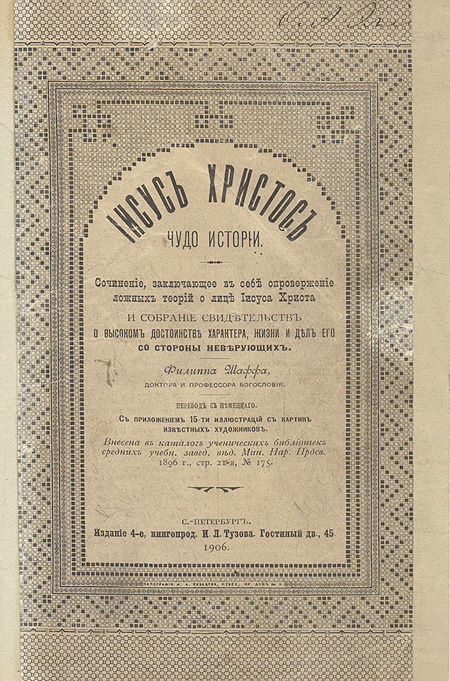 ІИСУСЪ ХРИСТОСЪ
ЧУДО ИСТОРІИ.
Сочиненіе, заключающее въ себѣ опроверженіе
ложныхъ теорій о лицѣ Іисуса Христа
И СОБРАНІЕ СВИДѢТЕЛЬСТВЪ
О ВЫСОКОМЪ ДОСТОИНСТВѢ ХАРАКТЕРА, ЖИЗНИ И ДѢЛЪ ЕГО
СО СТОРОНЫ НЕВѢРУЮЩИХЪ.
Филиппа Шаффа,
ДОКТОРА И ПРОФЕССОРА БОГОСЛОВІЯ.
ПЕРЕВОДЪ СЪ НѢМЕЦКАГО.
СЪ ПРИЛОЖЕНІЕМЪ 15-ТИ ИЛЛЮСТРАЦІЙ СЪ КАРТИНЪ
ИЗВѢСТНЫХЪ ХУДОЖНИКОВЪ.
Внесена въ каталогъ ученическихъ библіотекъ
среднихъ учебн. завед. вѣд. Мин. Нар. Просв.
1896 г., стр. 21-я, № 175.
С.-ПЕТЕРБУРГЪ.
Изданіе 4-е, книгопрод. И. Л. Тузова. Гостиный дв., 45
1906.